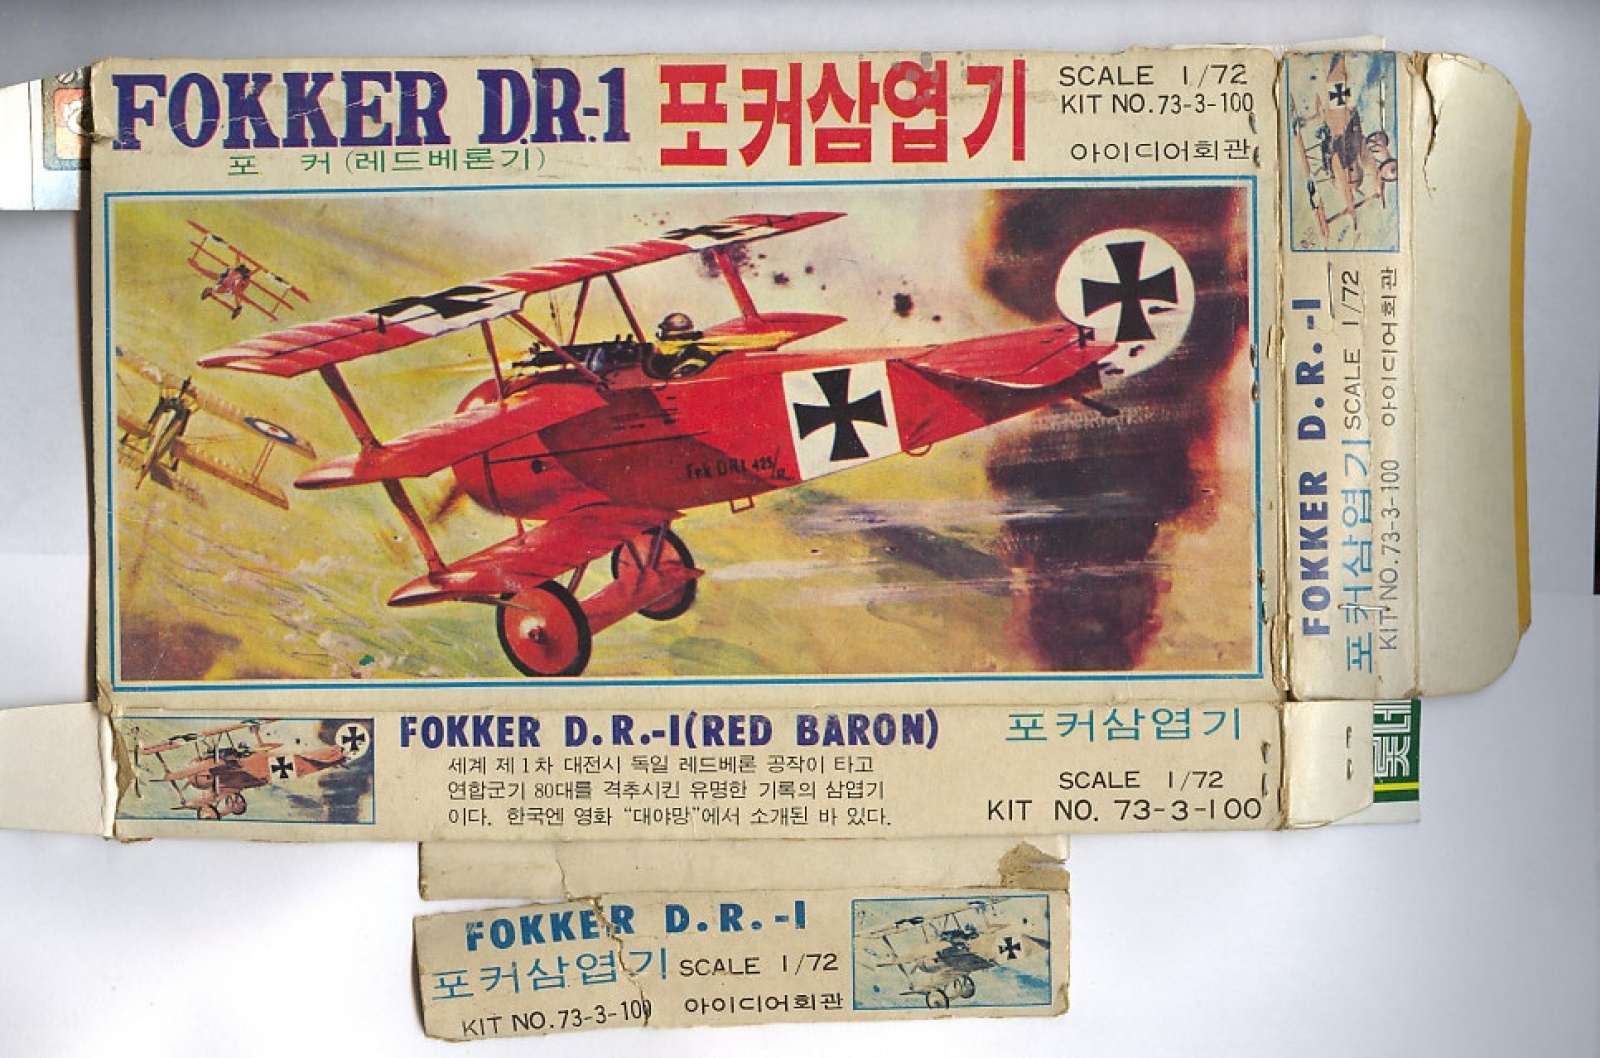 FOKKER D.R-1
포커삼엽기
SCALE 1/72
KIT NO. 73-3-100
포 커 (레드베론기)
아이디어회관
Fok DR.I 425/17
FOKKER D.R.-I
포커삼엽기
SCALE 1/72
KIT NO. 73-3-100
아이디어회관
FOKKER D.R.-I(RED BARON)
세계 제1차 대전시 독일 레드베론 공작이 타고
연합군기 80대를 격추시킨 유명한 기록의 삼엽기
이다. 한국엔 영화 "대야망"에서 소개된 바 있다.
포커삼엽기
SCALE 1/72
KIT NO. 73-3-100
롯데
FOKKER D.R.-I
포커삼엽기 SCALE 1/72
KIT NO. 73-3-100 아이디어회관